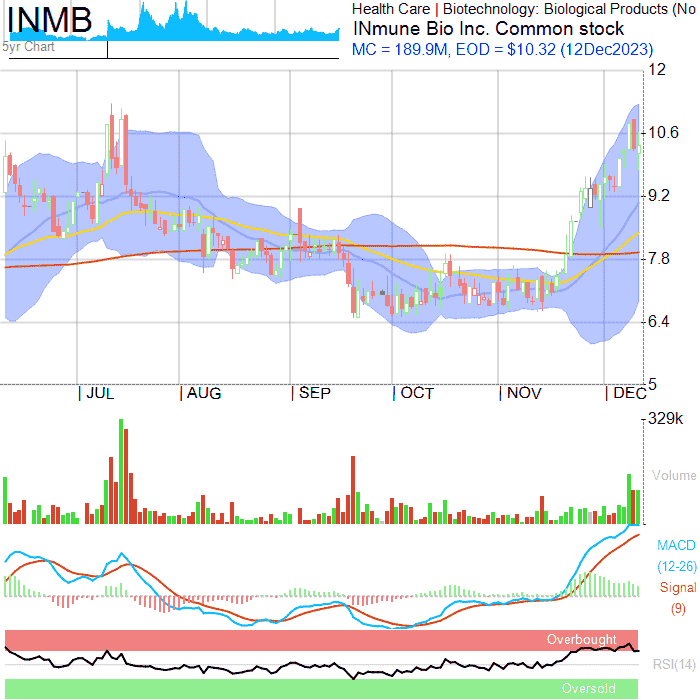 INMB
5yr Chart
Health Care | Biotechnology: Biological Products (No
INmune Bio Inc. Common stock
MC = 189.9M, EOD = $10.32 (12Dec2023)
12
10.6
9.2
7.8
6.4
5
| JUL | AUG | SEP | OCT | NOV | DEC
329k
Volume
MACD
(12-26)
Signal
(9)
Overbought
RSI(14)
Oversold